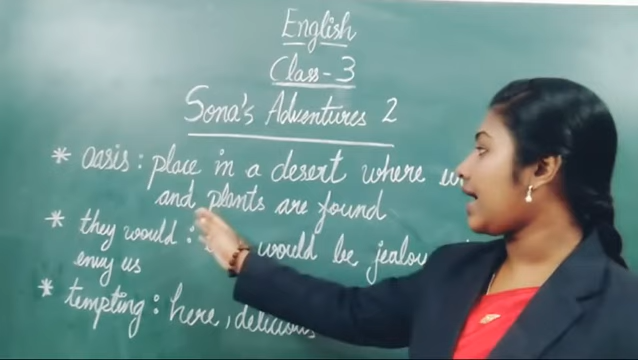 English
Class-3
Sona's Adventures 2
* oasis : place in a desert where
and plants are found
* they would : would be jealou
envy us
* tempting : here, delicious